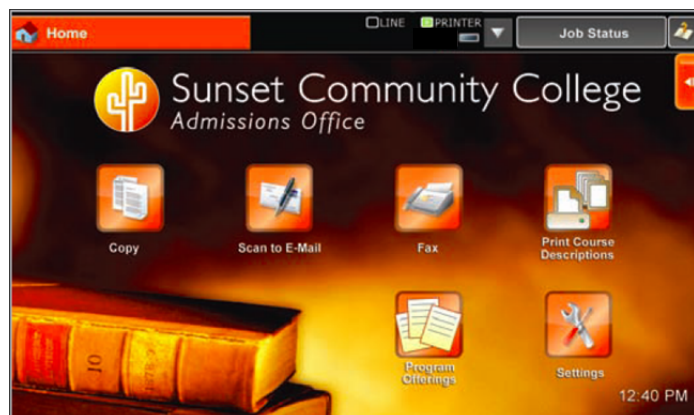 Home
LINE
PRINTER
Job Status
Sunset Community College
Admissions Office
Copy
Scan to E-Mail
Fax
Print Course
Descriptions
Program
Offerings
Settings
10
12:40 PM